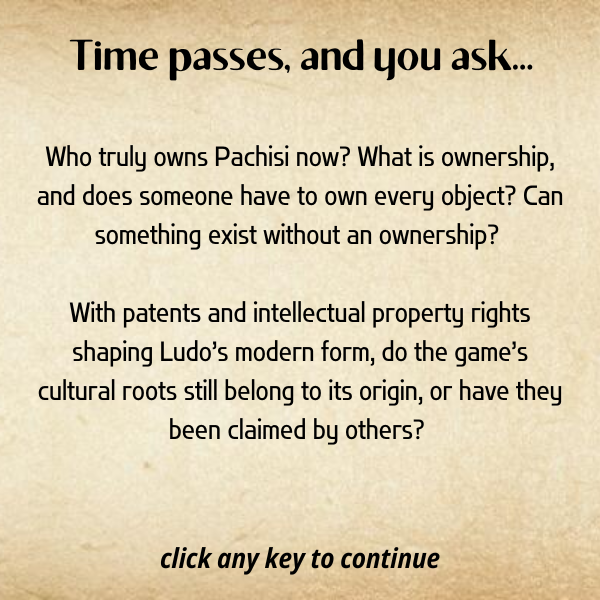 Time passes, and you ask...
Who truly owns Pachisi now? What is ownership,
and does someone have to own every object? Can
something exist without an ownership?
With patents and intellectual property rights
shaping Ludo’s modern form, do the game’s
cultural roots still belong to its origin, or have they
been claimed by others?
click any key to continue